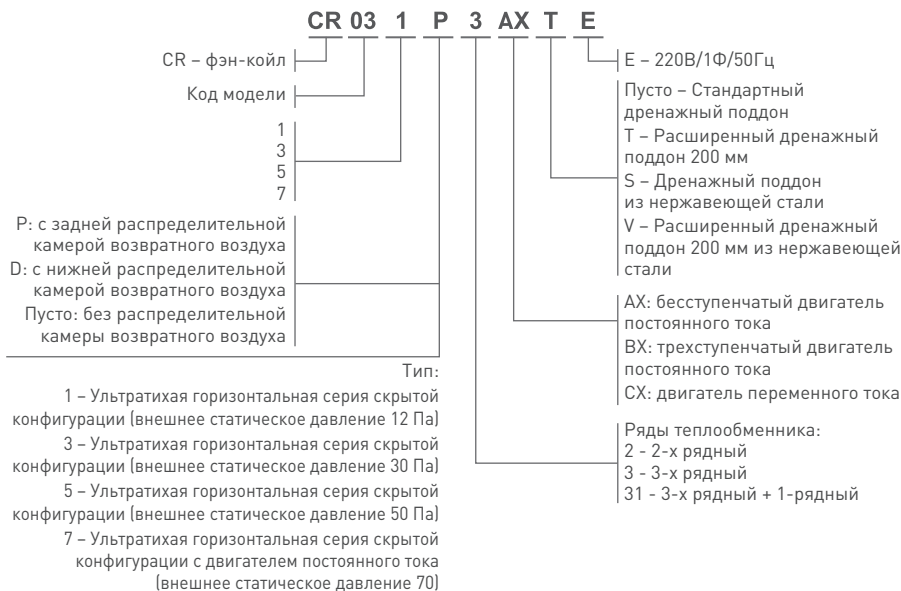 CR 03 1 P 3 AX T E
CR – фэн-койл
Код модели
1
3
5
7
P: с задней распределительной
камерой возвратного воздуха
D: с нижней распределительной
камерой возвратного воздуха
Пусто: без распределительной
камеры возвратного воздуха
Тип:
1 – Ультратихая горизонтальная серия скрытой
конфигурации (внешнее статическое давление 12 Па)
3 – Ультратихая горизонтальная серия скрытой
конфигурации (внешнее статическое давление 30 Па)
5 – Ультратихая горизонтальная серия скрытой
конфигурации (внешнее статическое давление 50 Па)
7 – Ультратихая горизонтальная серия скрытой
конфигурации с двигателем постоянного тока
(внешнее статическое давление 70)
E – 220В/1Ф/50Гц
Пусто – Стандартный
дренажный поддон
T – Расширенный дренажный
поддон 200 мм
S – Дренажный поддон
из нержавеющей стали
V – Расширенный дренажный
поддон 200 мм из нержавеющей
стали
AX: бесступенчатый двигатель
постоянного тока
BX: трехступенчатый двигатель
постоянного тока
CX: двигатель переменного тока
Ряды теплообменника:
2 - 2-х рядный
3 - 3-х рядный
31 - 3-х рядный + 1-рядный